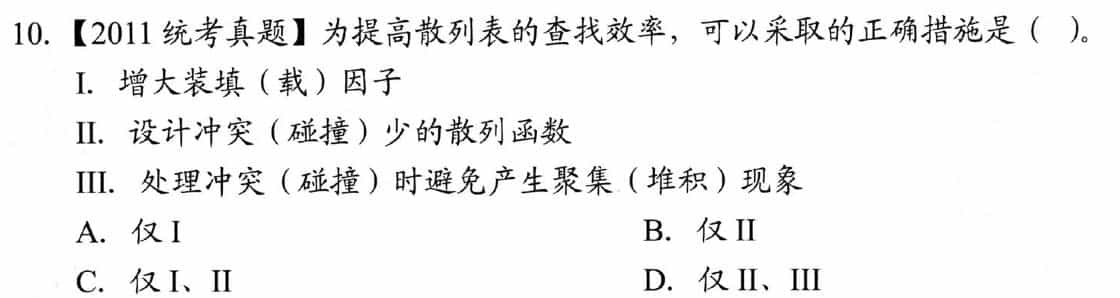 10. 【2011 统考真题】为提高散列表的查找效率，可以采取的正确措施是（ ）。
I. 增大装填（载）因子
II. 设计冲突（碰撞）少的散列函数
III. 处理冲突（碰撞）时避免产生聚集（堆积）现象
A. 仅 I B. 仅 II
C. 仅 I、II D. 仅 II、III